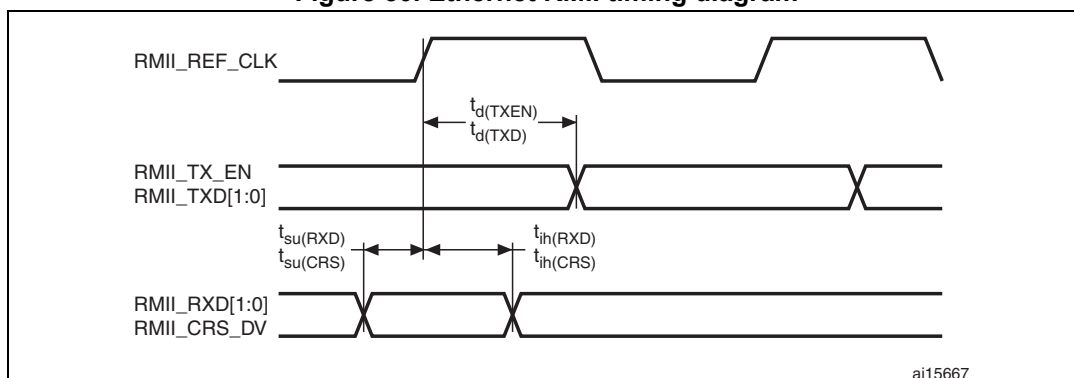 Figure Ethernet RMII timing diagram
RMII_REF_CLK
td(TXEN)
td(TXD)
RMII_TX_EN
RMII_TXD[1:0]
tsu(RXD)
tsu(CRS)
tih(RXD)
tih(CRS)
RMII_RXD[1:0]
RMII_CRS_DV
ai15667